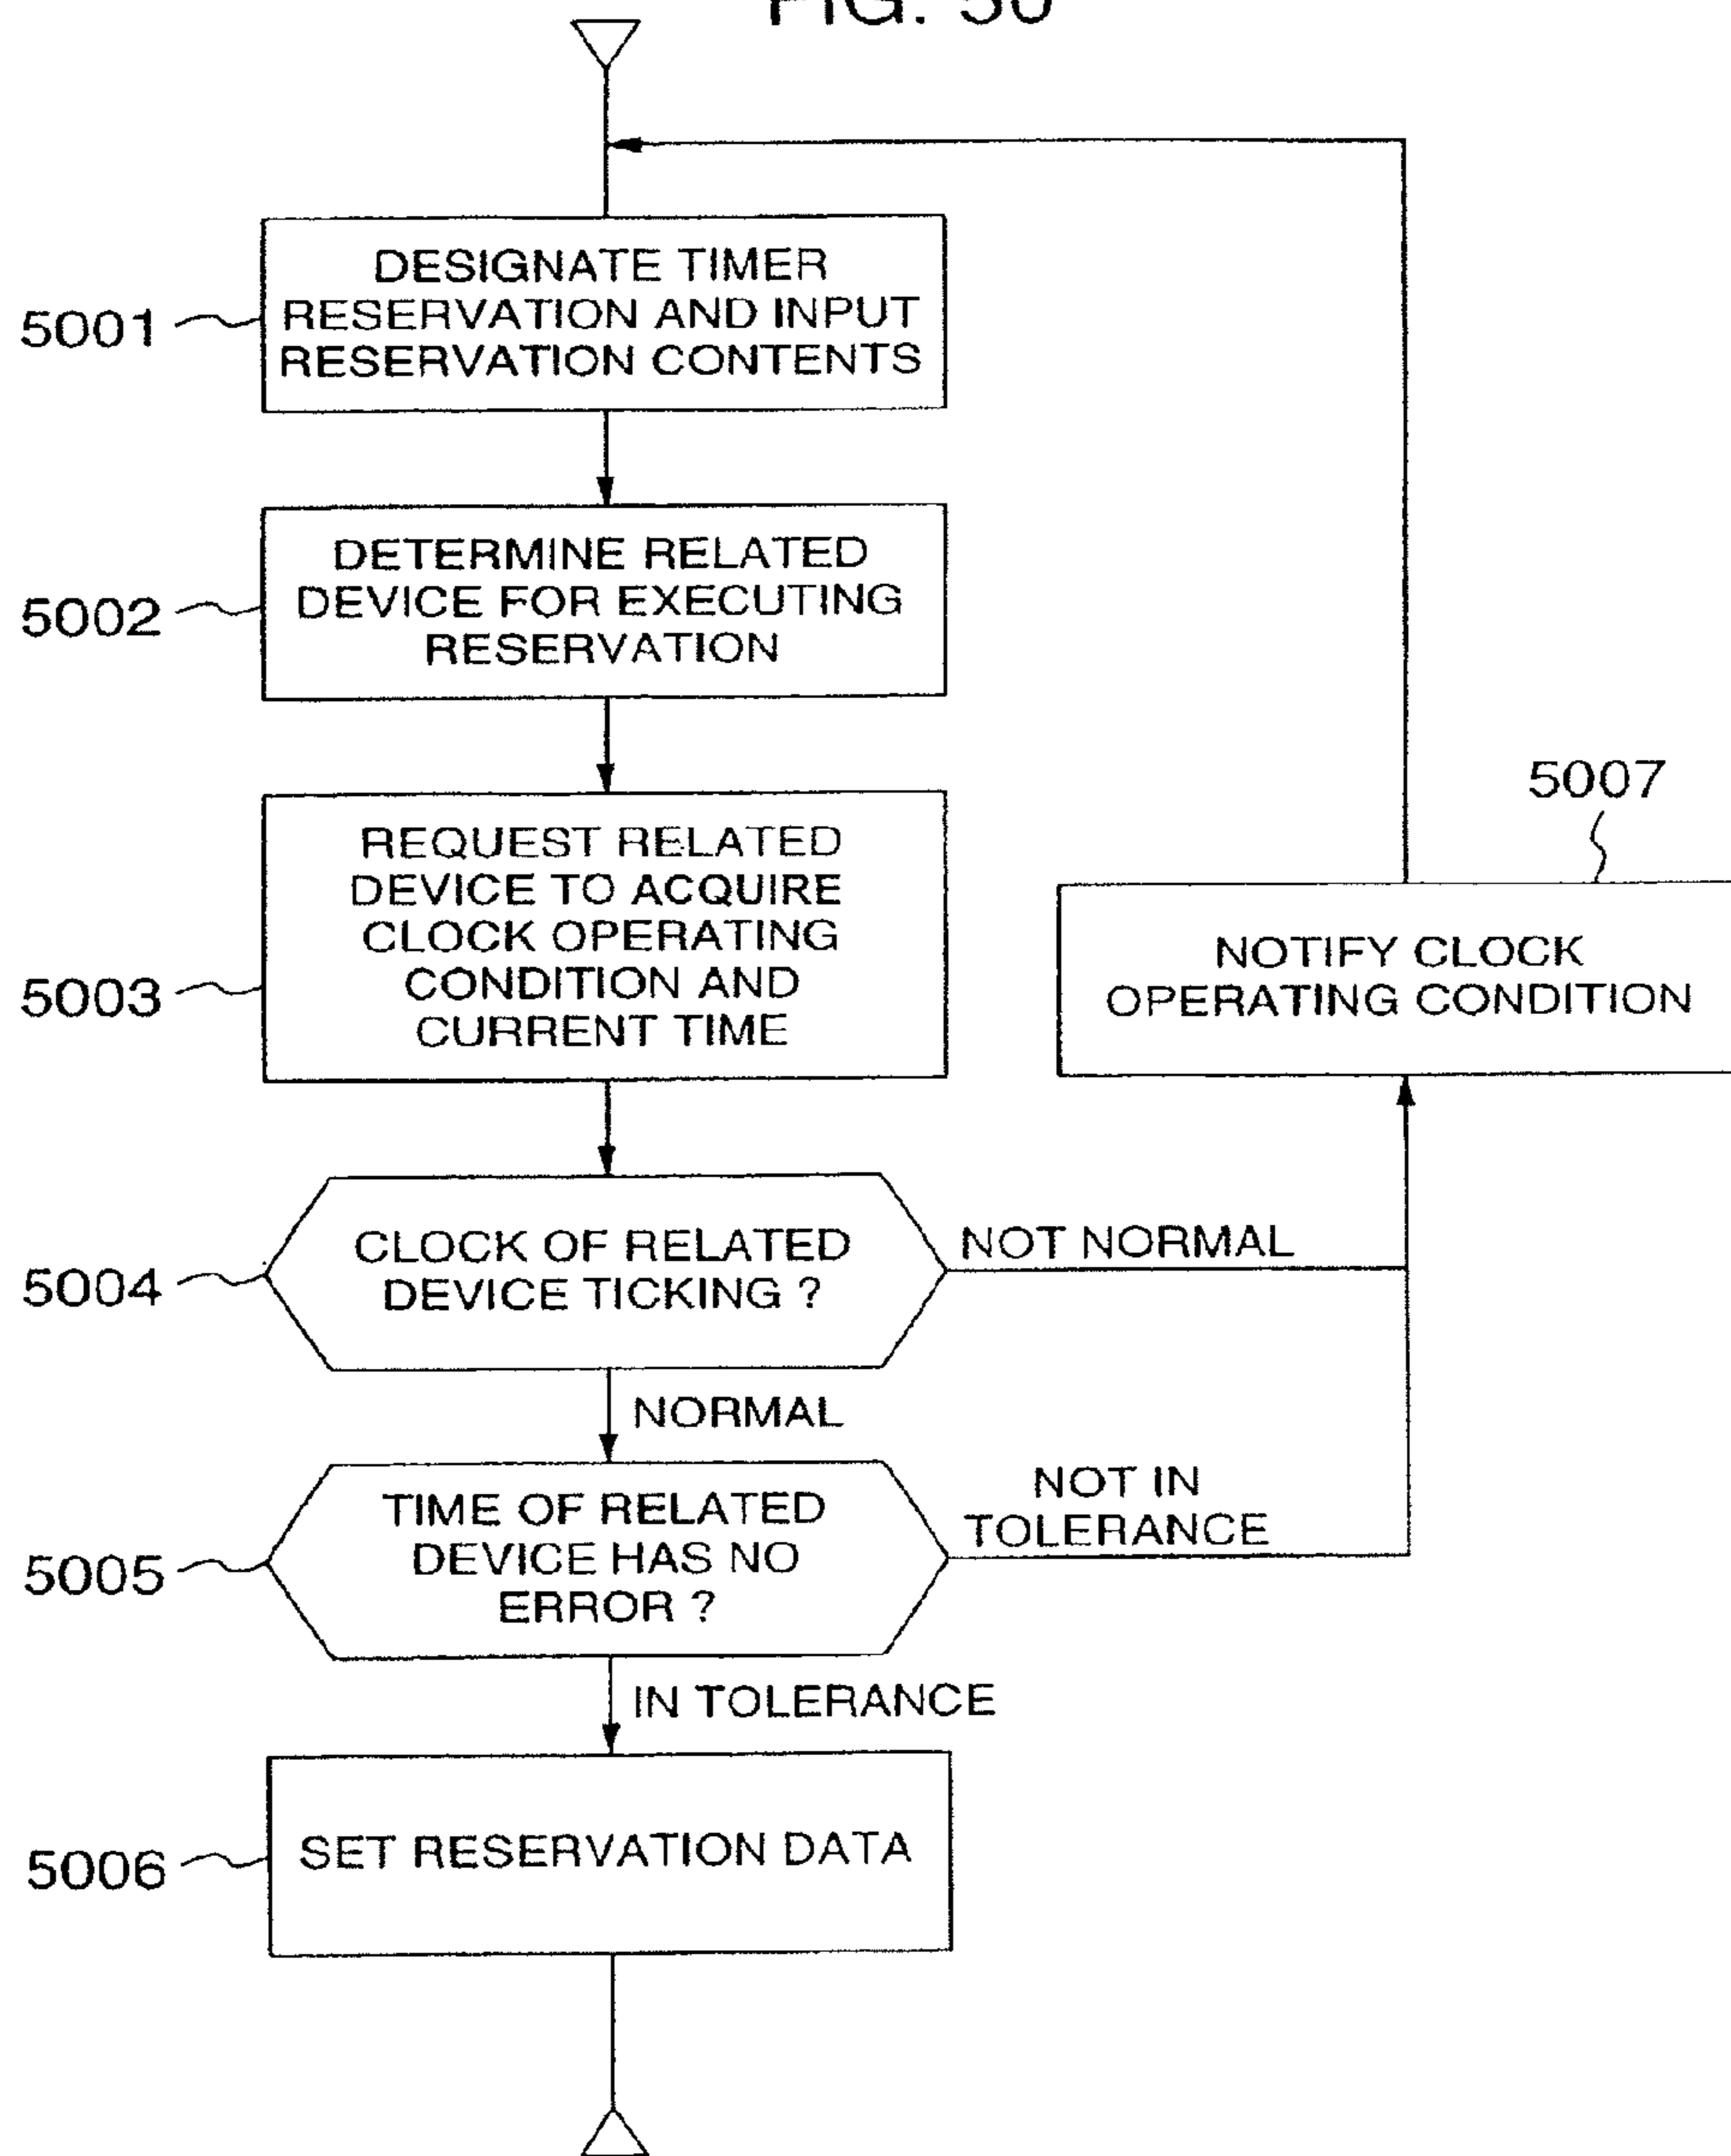 FIG. 50
DESIGNATE TIMER
RESERVATION AND INPUT
RESERVATION CONTENTS
5001
DETERMINE RELATED
DEVICE FOR EXECUTING
RESERVATION
5002
REQUEST RELATED
DEVICE TO ACQUIRE
CLOCK OPERATING
CONDITION AND
CURRENT TIME
5003
5007
NOTIFY CLOCK
OPERATING CONDITION
CLOCK OF RELATED
DEVICE TICKING ?
5004
NOT NORMAL
NORMAL
TIME OF RELATED
DEVICE HAS NO
ERROR ?
5005
NOT IN
TOLERANCE
IN TOLERANCE
SET RESERVATION DATA
5006